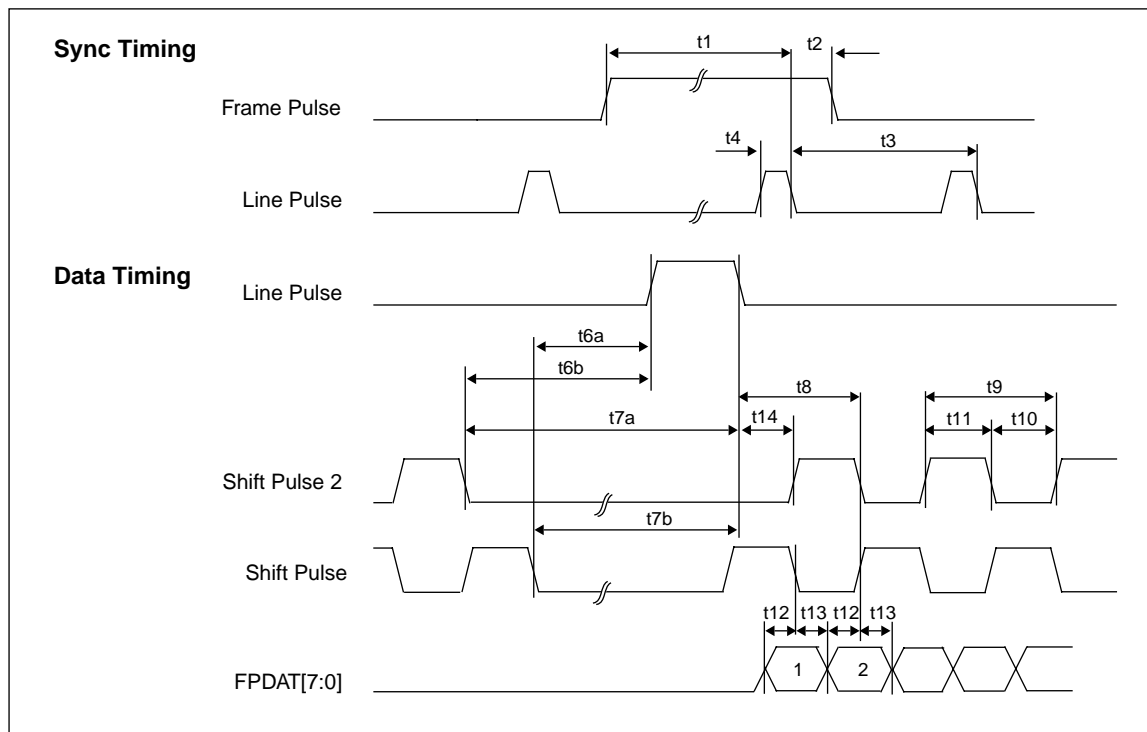 Sync Timing
t1
t2
Frame Pulse
t4
t3
Line Pulse
Data Timing
Line Pulse
t6a
t6b
t8
t9
t7a
t14
t11
t10
Shift Pulse 2
t7b
Shift Pulse
t12
t13
t12
t13
FPDAT[7:0]
1
2